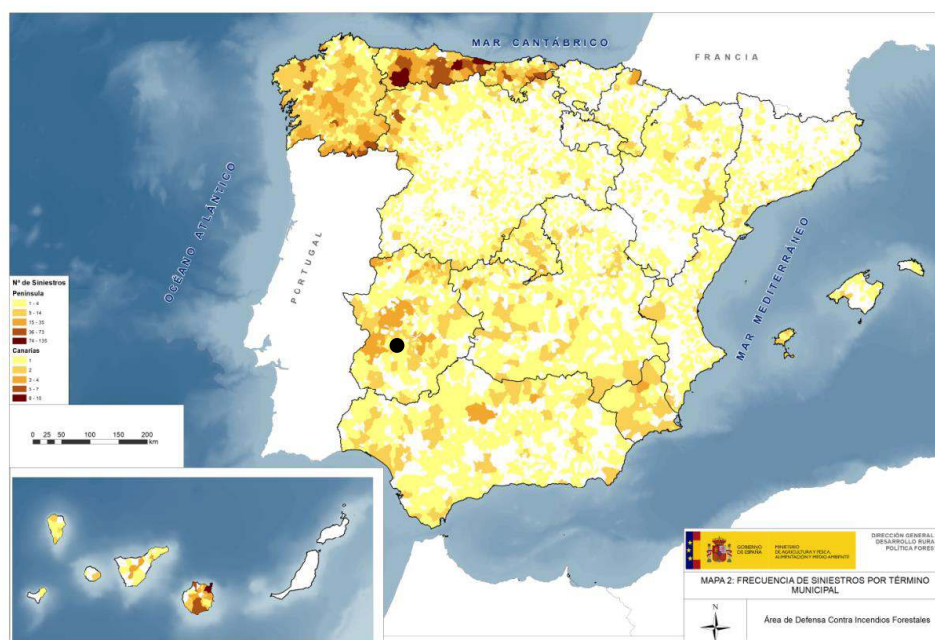 MAR CANTÁBRICO
FRANCIA
OCÉANO ATLÁNTICO
PORTUGAL
MAR MEDITERRÁNEO
Nº de Siniestros
Península
1 - 4
5 - 14
15 - 35
36 - 73
74 - 135
Canarias
1
2
3 - 4
5 - 7
8 - 10
0 25 50 100 150 200
km
GOBIERNO
DE ESPAÑA
MINISTERIO
DE AGRICULTURA Y PESCA,
ALIMENTACIÓN Y MEDIO AMBIENTE
DIRECCIÓN GENERAL
DESARROLLO RURA
POLÍTICA FOREST
MAPA 2: FRECUENCIA DE SINIESTROS POR TÉRMINO
MUNICIPAL
N
Área de Defensa Contra Incendios Forestales